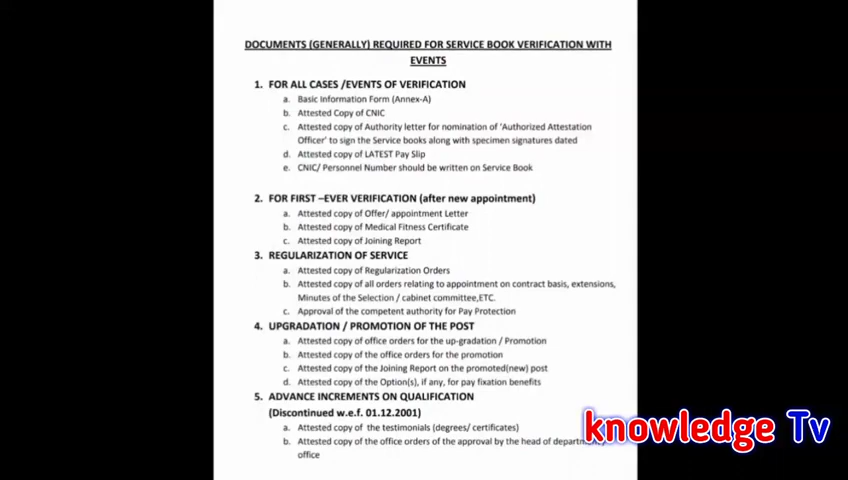 DOCUMENTS (GENERALLY) REQUIRED FOR SERVICE BOOK VERIFICATION WITH
EVENTS
1. FOR ALL CASES /EVENTS OF VERIFICATION
a. Basic Information Form (Annex-A)
b. Attested Copy of CNIC
c. Attested copy of Authority letter for nomination of 'Authorized Attestation
Officer' to sign the Service books along with specimen signatures dated
d. Attested copy of LATEST Pay Slip
e. CNIC/ Personnel Number should be written on Service Book
2. FOR FIRST –EVER VERIFICATION (after new appointment)
a. Attested copy of Offer/ appointment Letter
b. Attested copy of Medical Fitness Certificate
c. Attested copy of Joining Report
3. REGULARIZATION OF SERVICE
a. Attested copy of Regularization Orders
b. Attested copy of all orders relating to appointment on contract basis, extensions,
Minutes of the Selection / cabinet committee,ETC.
c. Approval of the competent authority for Pay Protection
4. UPGRADATION / PROMOTION OF THE POST
a. Attested copy of office orders for the up-gradation / Promotion
b. Attested copy of the office orders for the promotion
c. Attested copy of the Joining Report on the promoted(new) post
d. Attested copy of the Option(s), if any, for pay fixation benefits
5. ADVANCE INCREMENTS ON QUALIFICATION
(Discontinued w.e.f. 01.12.2001)
a. Attested copy of the testimonials (degrees/ certificates)
b. Attested copy of the office orders of the approval by the head of
office
knowledge Tv